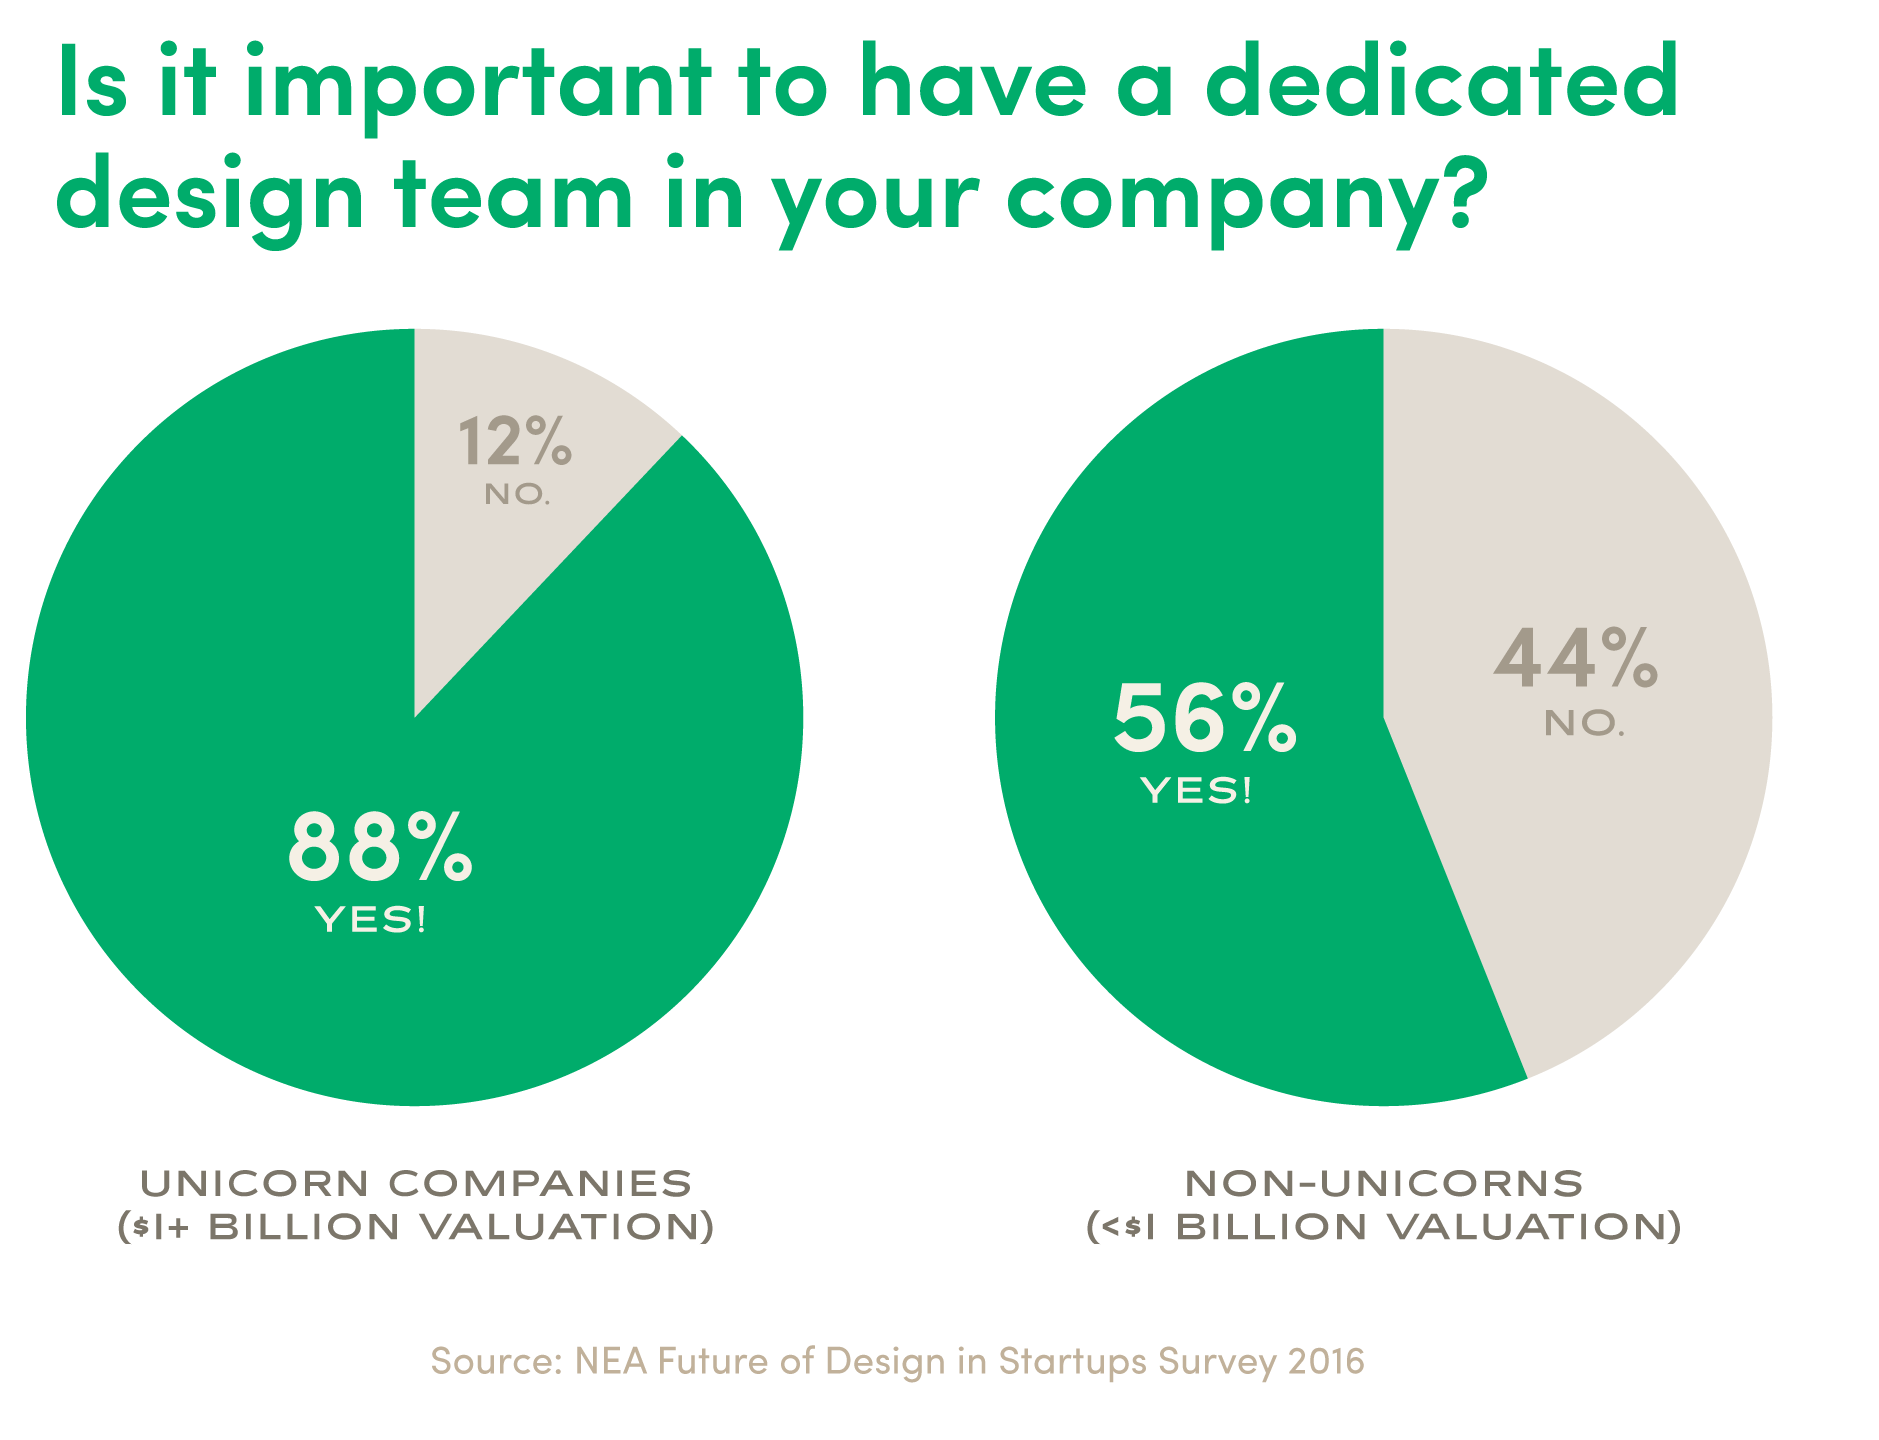 Is it important to have a dedicated
design team in your company?
12%
NO.
88%
YES!
56%
YES!
44%
NO.
UNICORN COMPANIES
($1+ BILLION VALUATION)
NON-UNICORNS
(<$1 BILLION VALUATION)
Source: NEA Future of Design in Startups Survey 2016